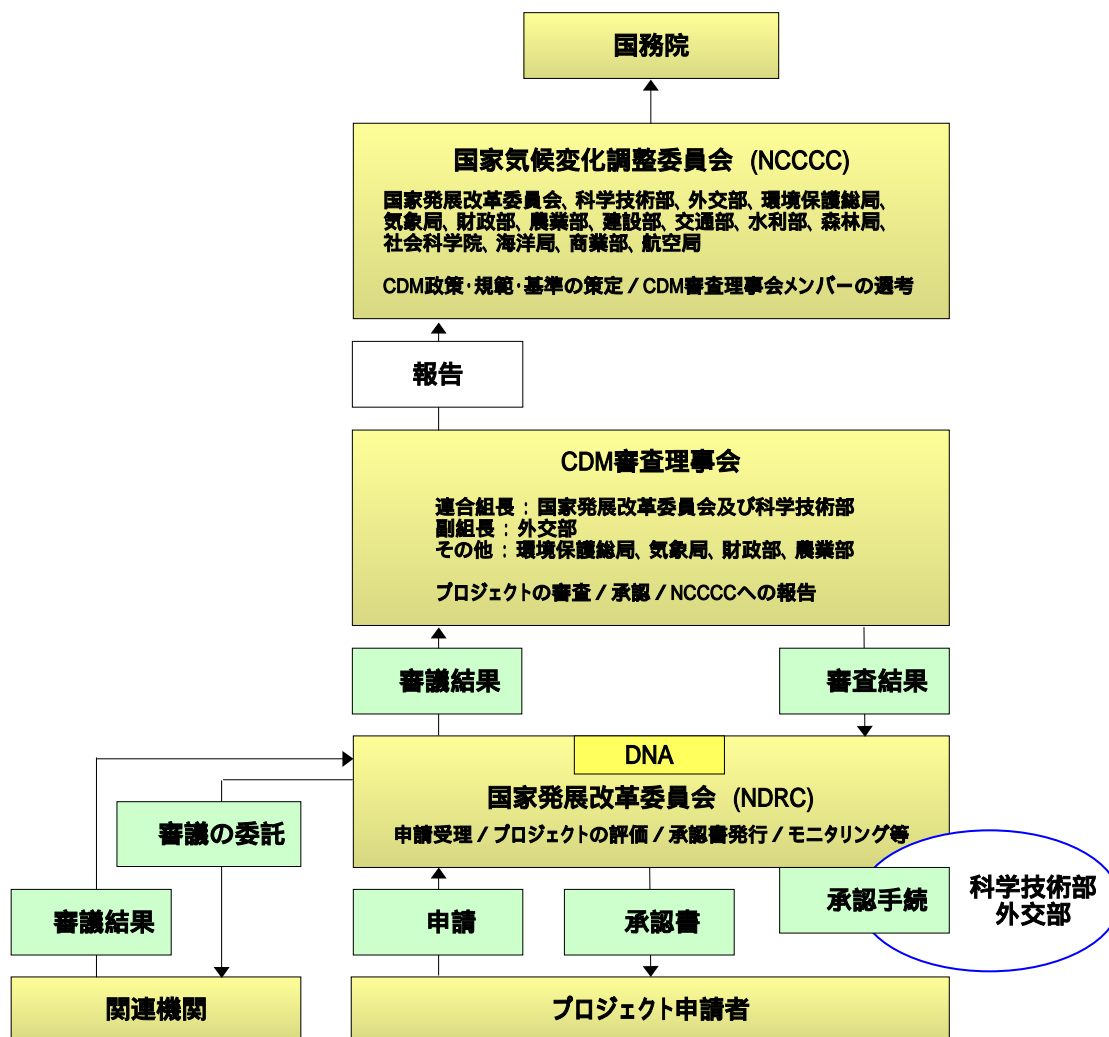 国務院
国家気候変化調整委員会 (NCCCC)
国家発展改革委員会、科学技術部、外交部、環境保護総局、
気象局、財政部、農業部、建設部、交通部、水利部、森林局、
社会科学院、海洋局、商業部、航空局
CDM政策・規範・基準の策定 / CDM審査理事会メンバーの選考
報告
CDM審査理事会
連合組長 : 国家発展改革委員会及び科学技術部
副組長 : 外交部
その他 : 環境保護総局、気象局、財政部、農業部
プロジェクトの審査 / 承認 / NCCCCへの報告
審議結果
審査結果
DNA
国家発展改革委員会 (NDRC)
申請受理 / プロジェクトの評価 / 承認書発行 / モニタリング等
審議の委託
審議結果
申請
承認書
承認手続
科学技術部
外交部
関連機関
プロジェクト申請者